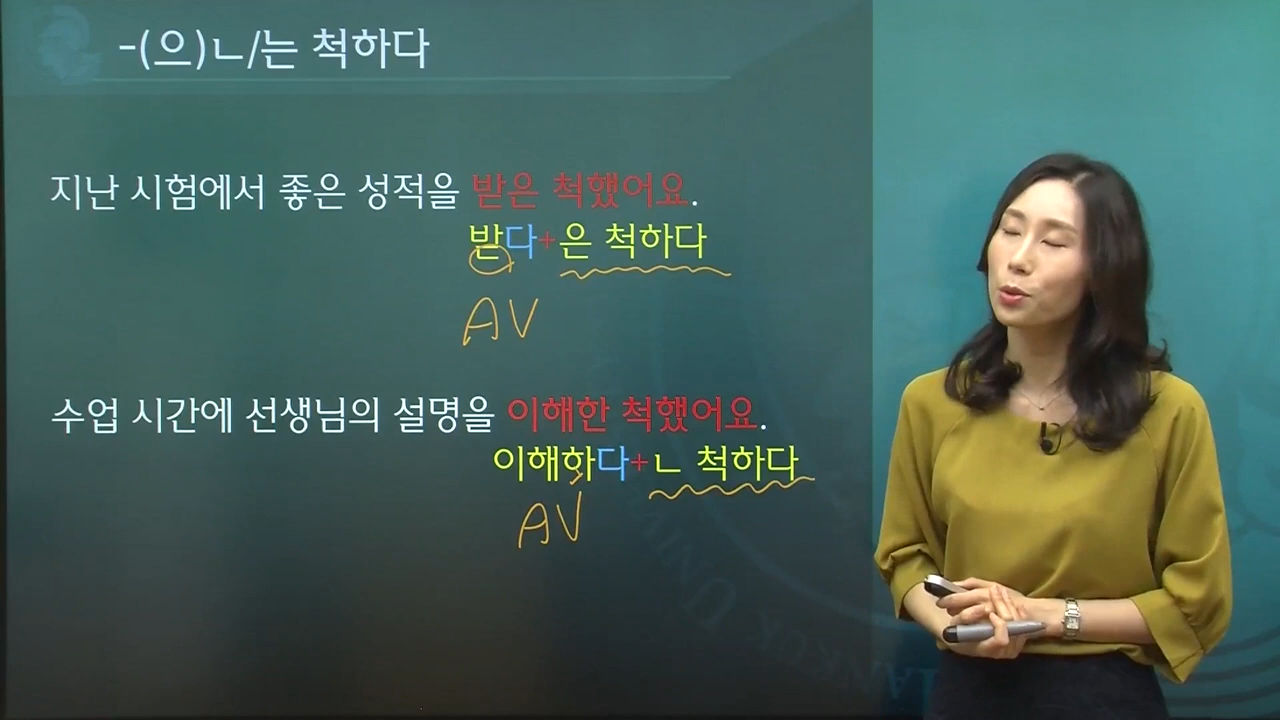 -(으)ㄴ/는 척하다
지난 시험에서 좋은 성적을 받은 척했어요.
받다+은 척하다
AV
수업 시간에 선생님의 설명을 이해한 척했어요.
이해하다+ㄴ 척하다
AV